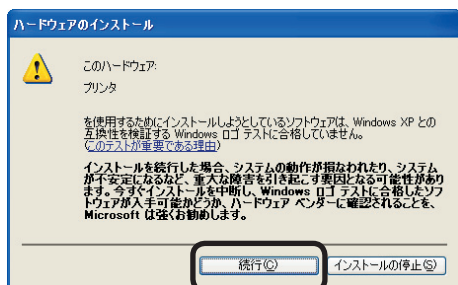 ハードウェアのインストール
このハードウェア:
プリンタ
を使用するためにインストールしようとしているソフトウェアは、Windows XP との
互換性を検証する Windows ロゴ テストに合格していません。
(このテストが重要である理由)
インストールを続行した場合、システムの動作が損なわれたり、システム
が不安定になるなど、重大な障害を引き起こす要因となる可能性があり
ます。今すぐインストールを中断し、Windows ロゴ テストに合格したソフ
トウェアが入手可能かどうか、ハードウェア ベンダーに確認されることを、
Microsoft は強くお勧めします。
続行(C)
インストールの停止(S)